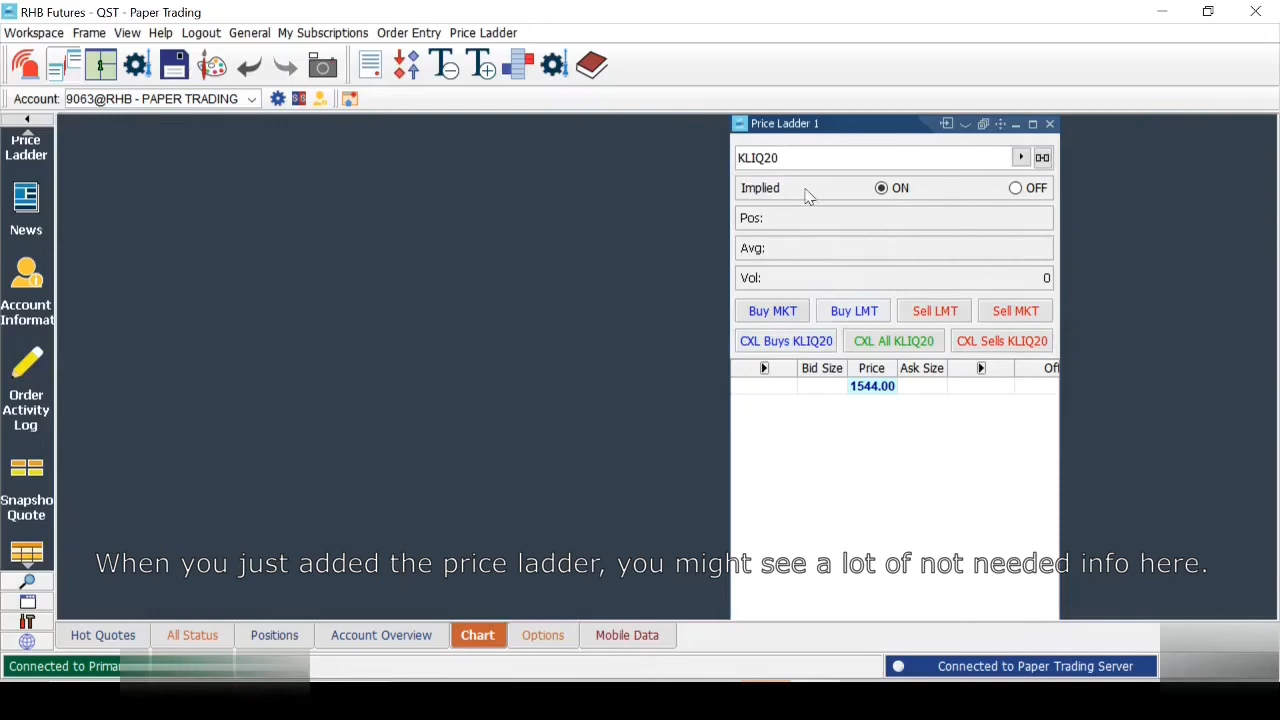 RHB Futures - QST - Paper Trading
Workspace Frame View Help Logout General My Subscriptions Order Entry Price Ladder
Account: 9063@RHB - PAPER TRADING
Price Ladder 1
Price
Ladder
KLIQ20
Implied ON OFF
News
Pos:
Avg:
Vol: 0
Account
Informat
Buy MKT Buy LMT Sell LMT Sell MKT
CXL Buys KLIQ20 CXL All KLIQ20 CXL Sells KLIQ20
Bid Size Price Ask Size Off
1544.00
Order
Activity
Log
Snapsho
Quote
When you just added the price ladder, you might see a lot of not needed info here.
Hot Quotes All Status Positions Account Overview Chart Options Mobile Data
Connected to Prima Connected to Paper Trading Server